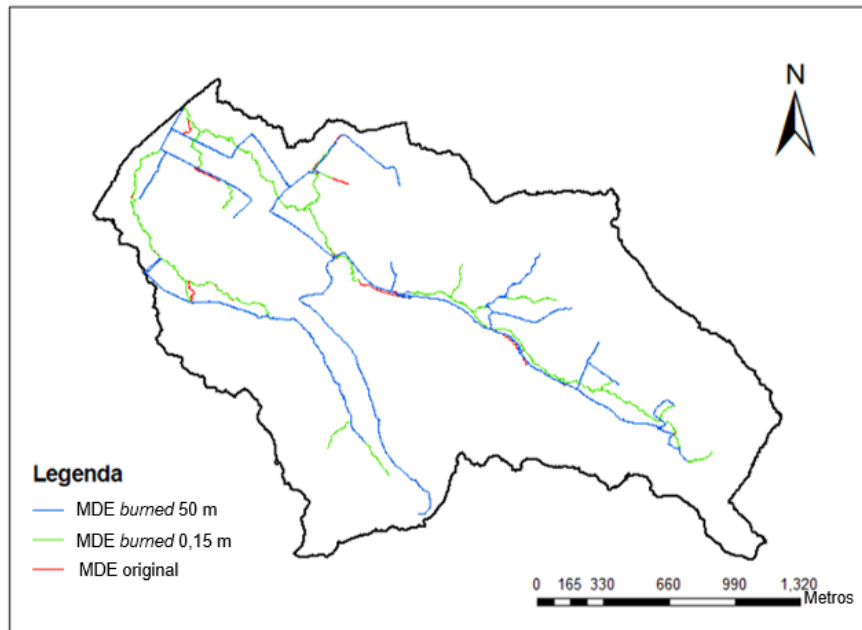 N
Legenda
MDE burned 50 m
MDE burned 0,15 m
MDE original
0 165 330 660 990 1,320
Metros